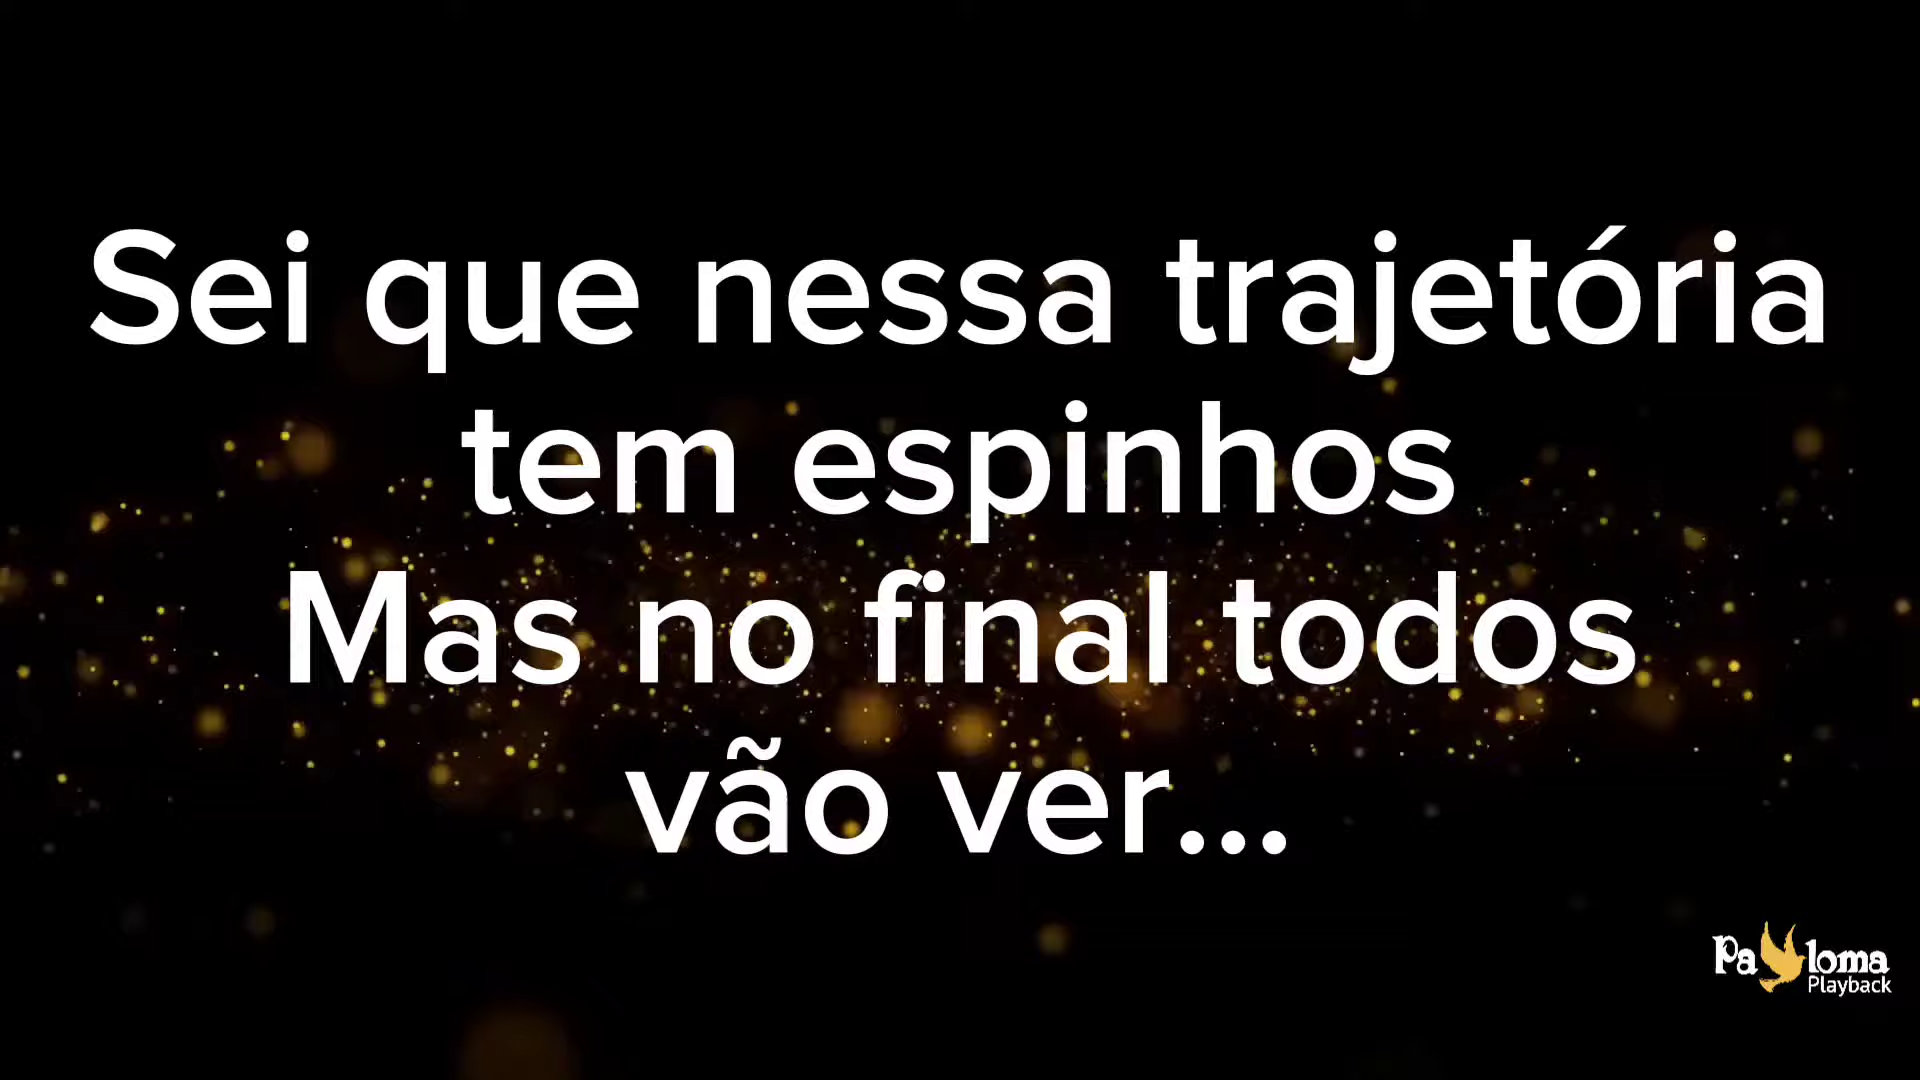 Sei que nessa trajetória
tem espinhos
Mas no final todos
vão ver...
Paloma
Playback